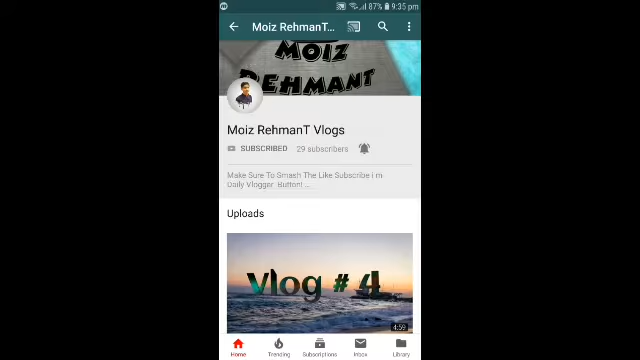 87% 9:35 pm
Moiz RehmanT...
MOIZ
REHMANT
Moiz RehmanT Vlogs
SUBSCRIBED 29 subscribers
Make Sure To Smash The Like Subscribe i m
Daily Vlogger Button! ...
Uploads
Vlog # 4
4:59
Home Trending Subscriptions Inbox Library